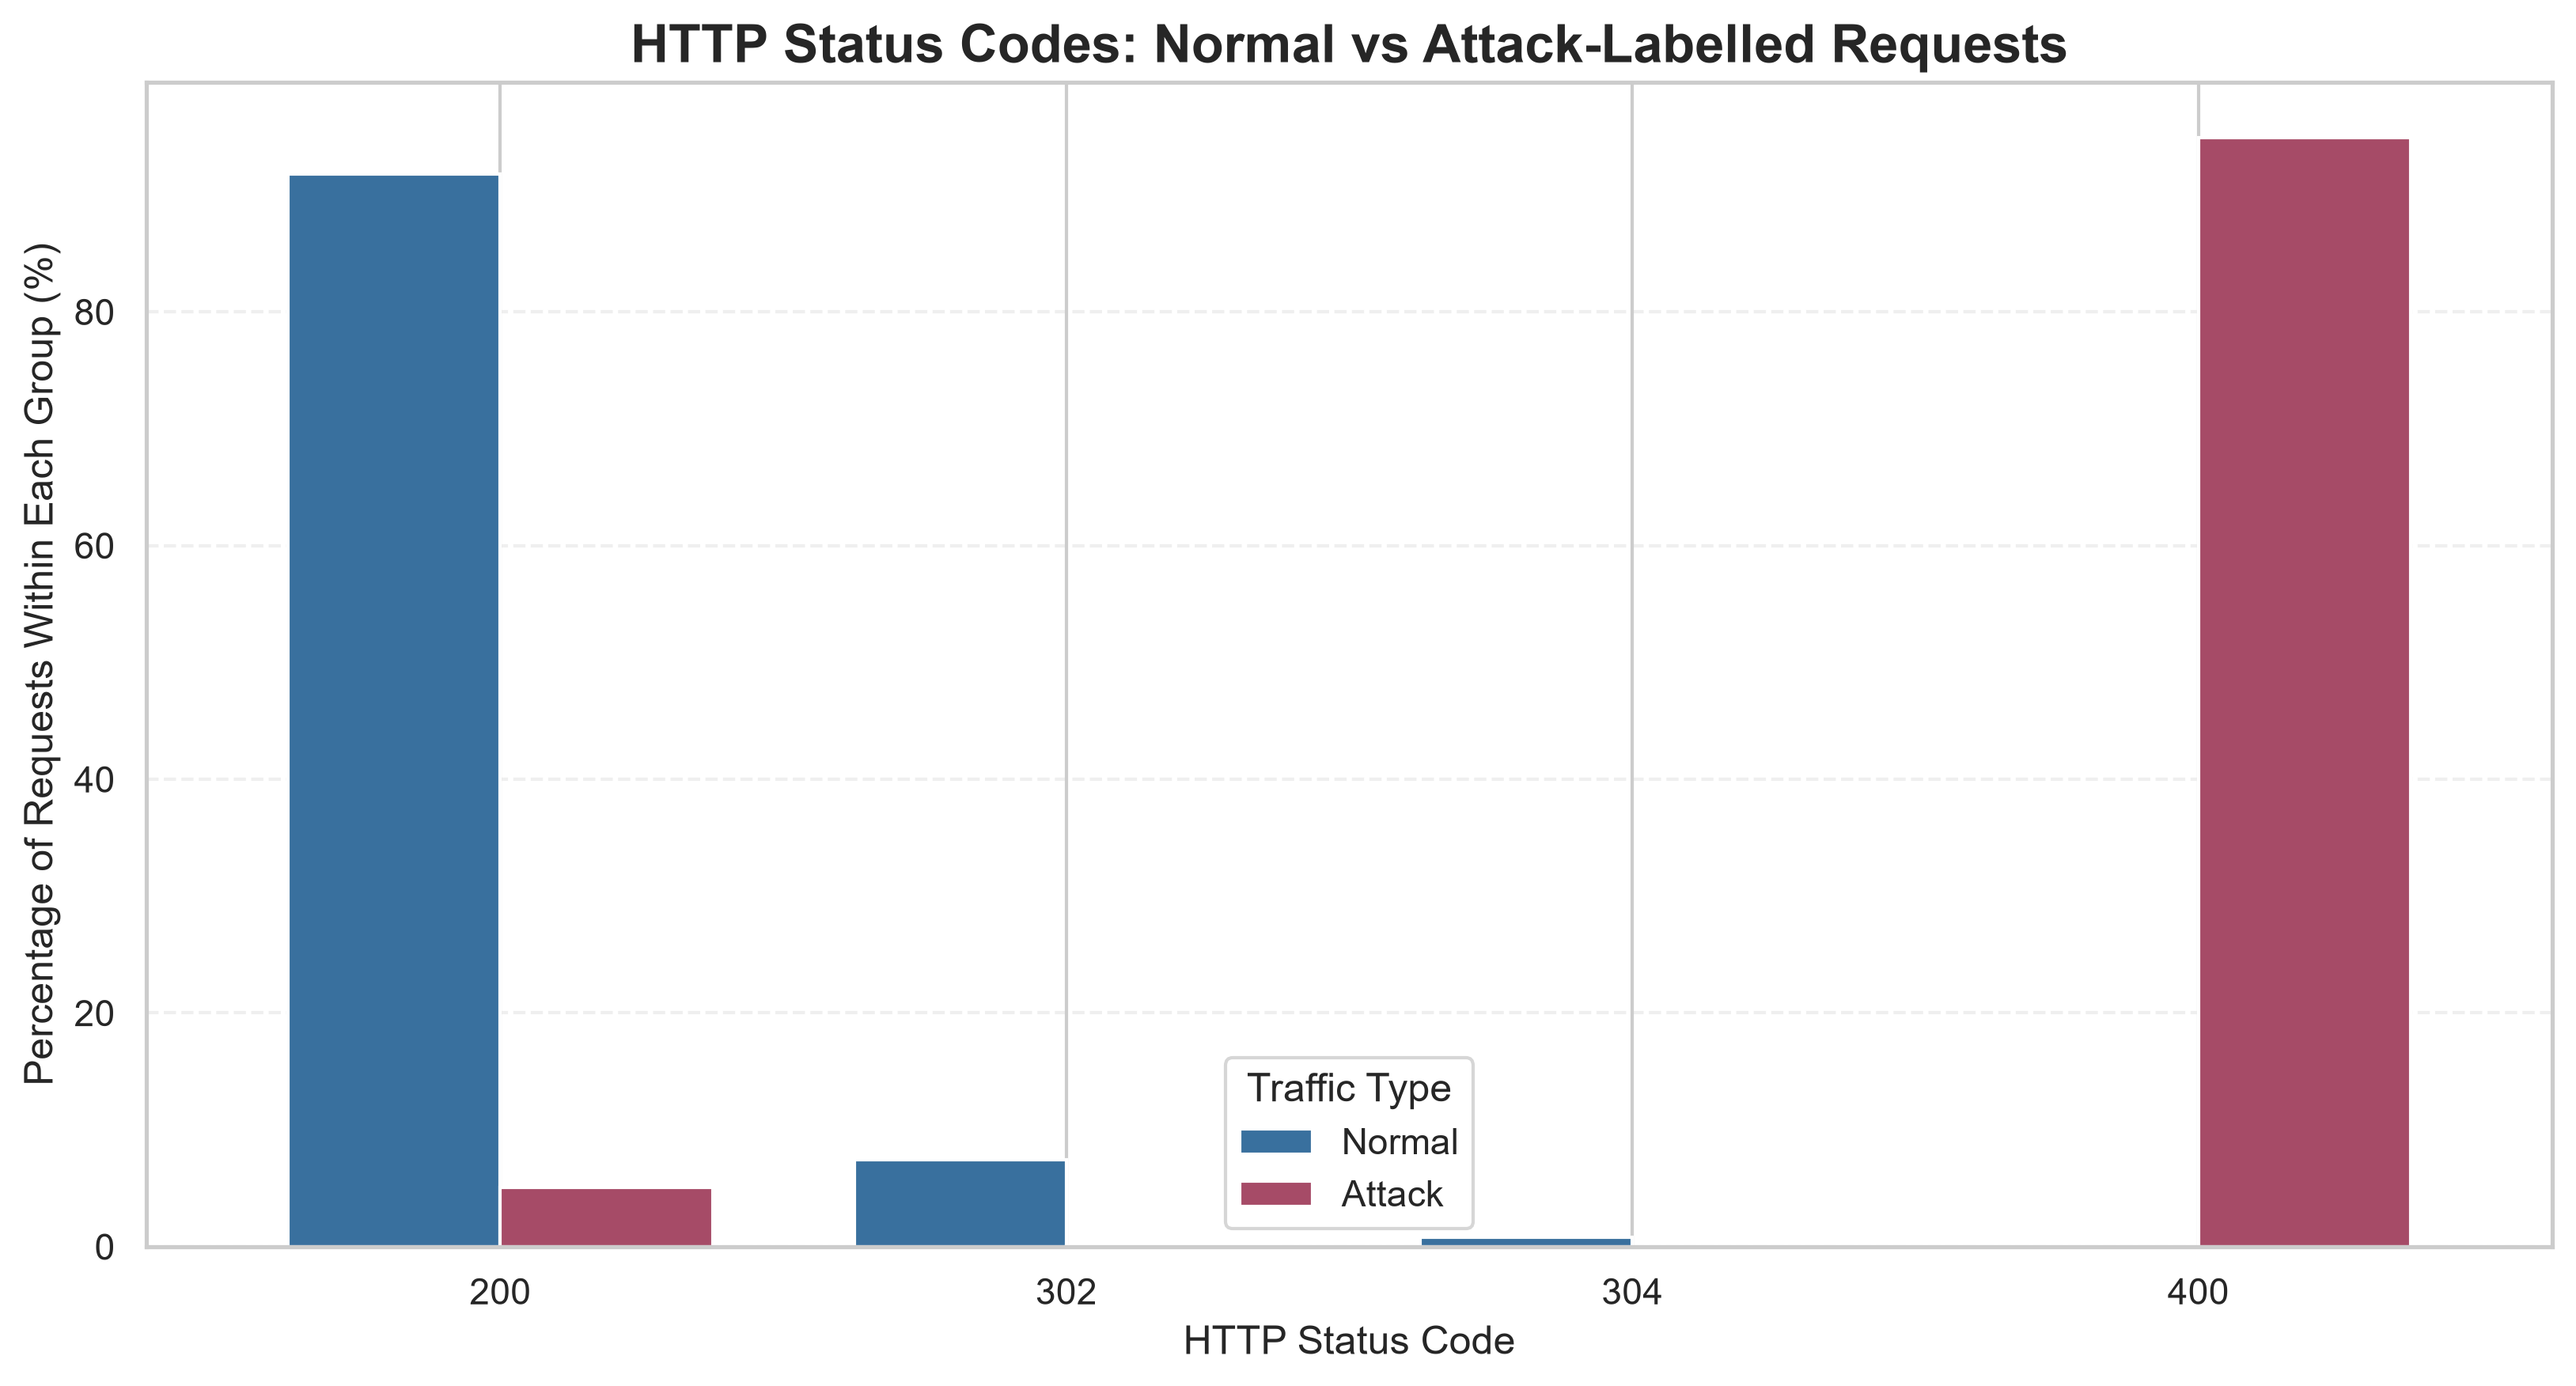 HTTP Status Codes: Normal vs Attack-Labelled Requests
Percentage of Requests Within Each Group (%)
80
60
40
20
0
Traffic Type
Normal
Attack
200 302 304 400
HTTP Status Code